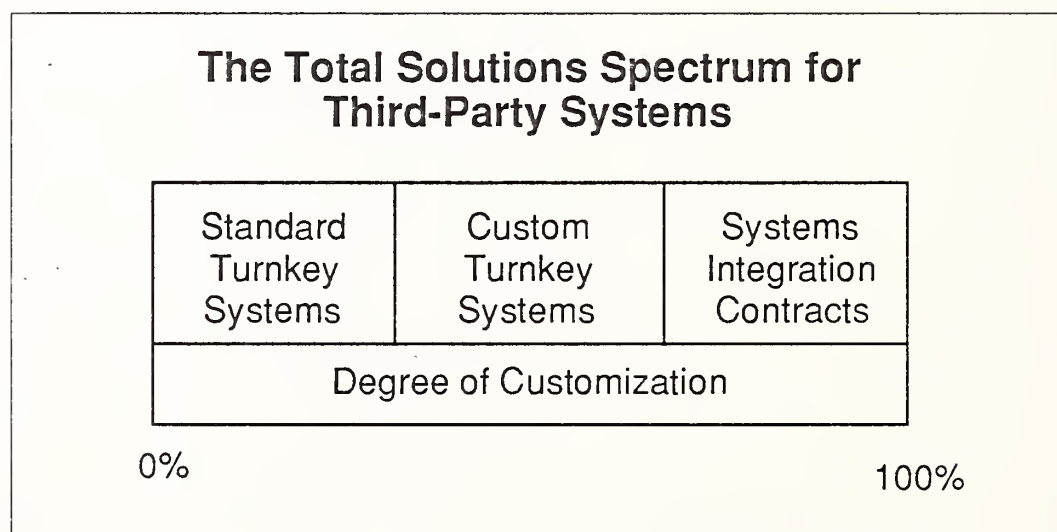 The Total Solutions Spectrum for
Third-Party Systems
Standard
Turnkey
Systems
Custom
Turnkey
Systems
Systems
Integration
Contracts
Degree of Customization
0%
100%